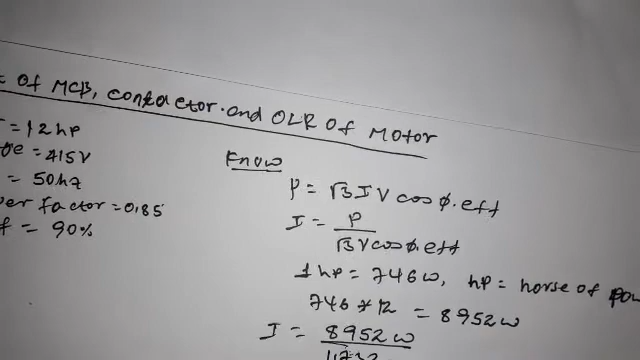 Of MCB, contactor. and OLR Of Motor
= 12 hp
= 415V
= 50hz
er factor = 0.85
f = 90%
Know
P = √3 I V cos φ. eff
I = P / √3 V cos φ. eff
1 hp = 746 w, hp = horse of pow
746 * 12 = 8952 w
I = 8952 w